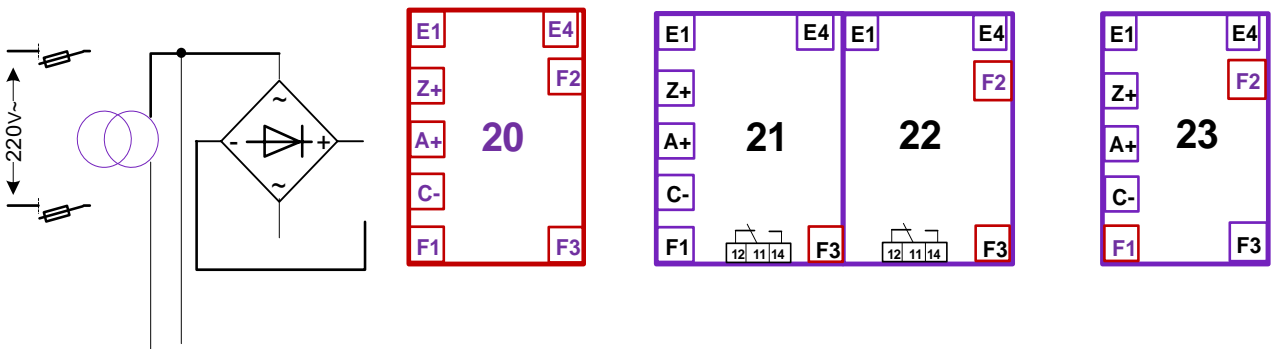 220V~
~
- +
~
E1 E4
F2
Z+
A+ 20
C-
F1 F3
E1 E4 E1 E4
Z+ F2
A+ 21 22
C-
F1 12 11 14 F3 12 11 14 F3
E1 E4
Z+ F2
A+ 23
C-
F1 F3